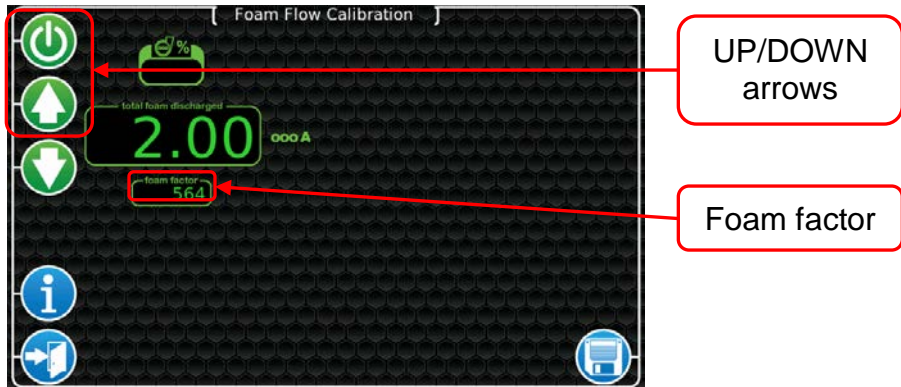 Foam Flow Calibration
%
total foam discharged
2.00
ooo A
foam factor
564
i
UP/DOWN
arrows
Foam factor